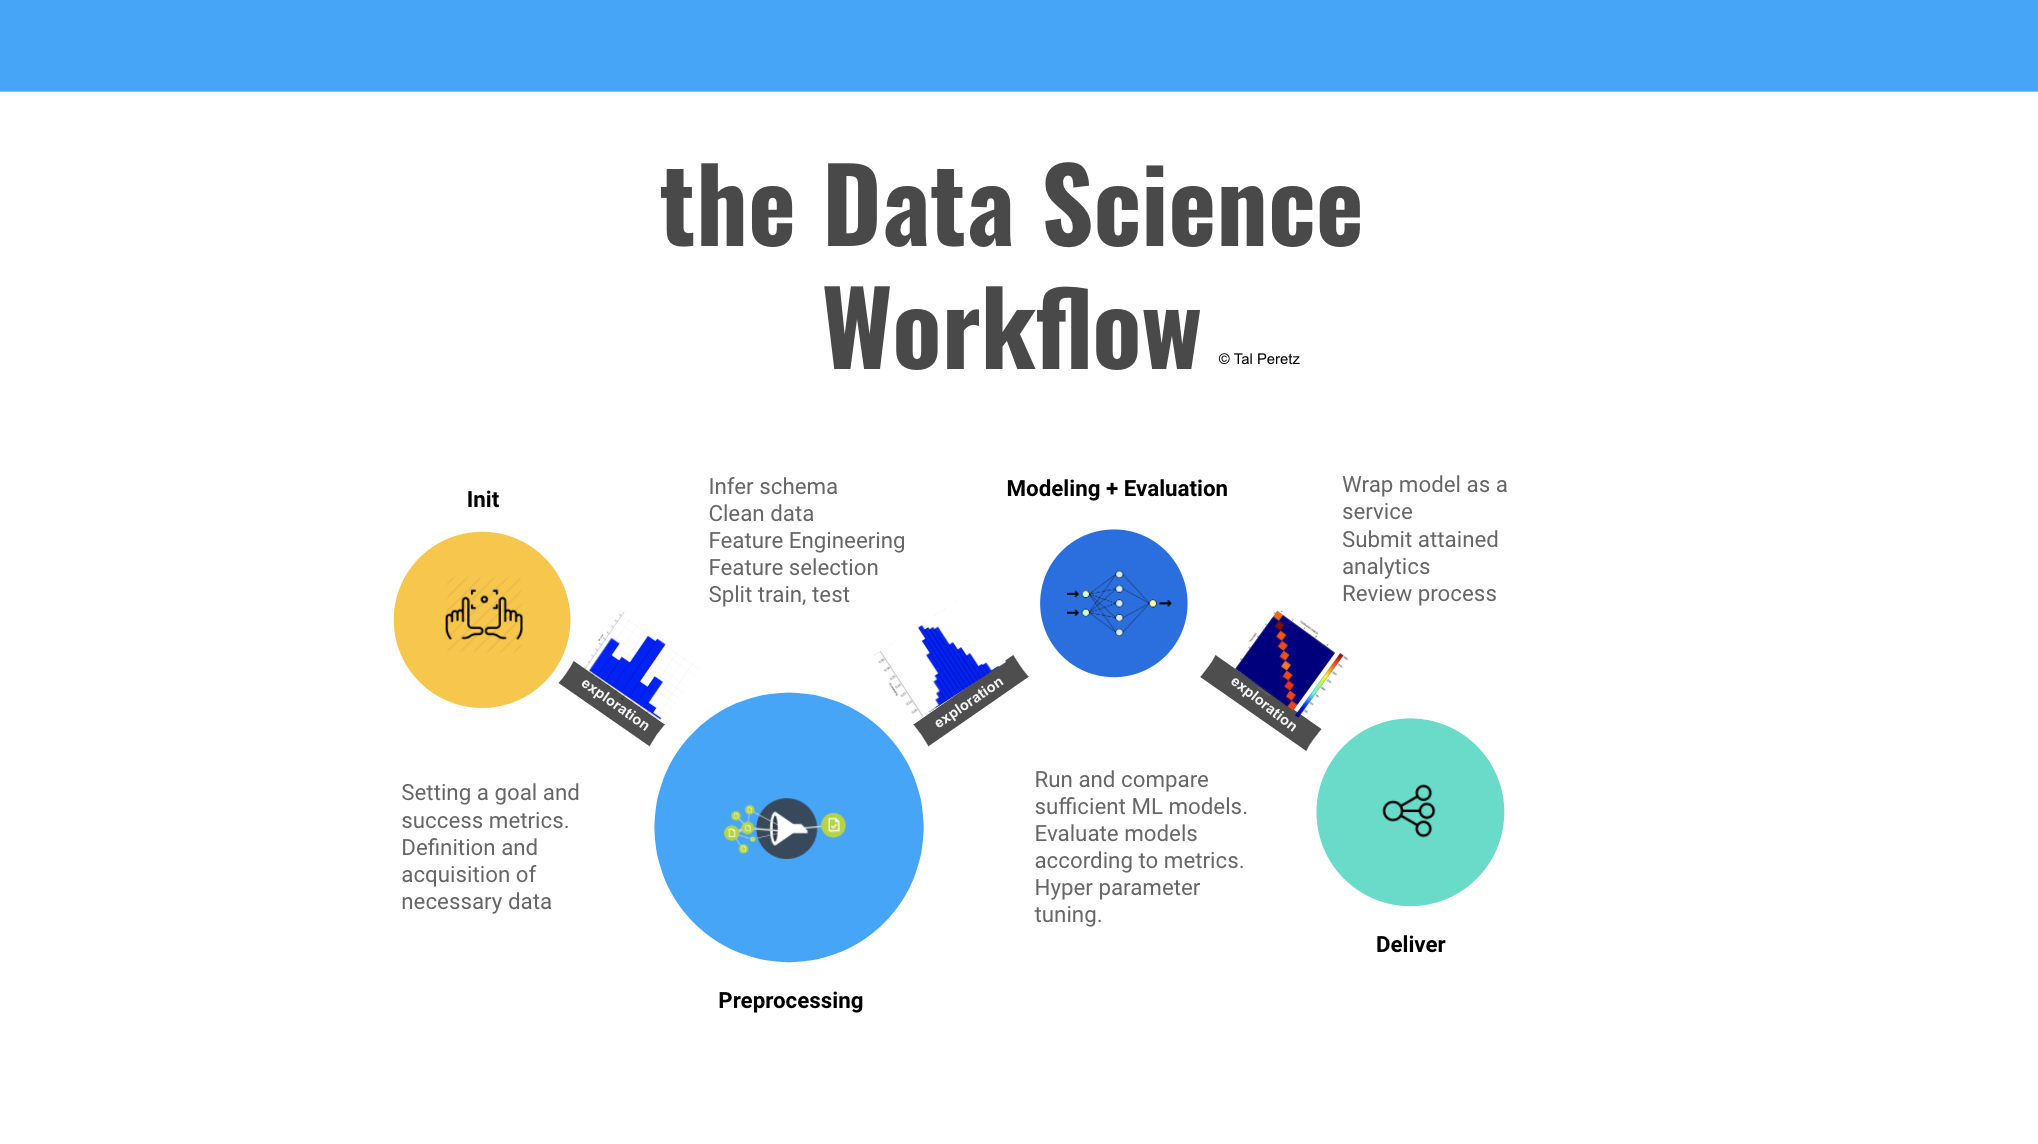 the Data Science
Workflow
© Tal Peretz
Init
Setting a goal and
success metrics.
Definition and
acquisition of
necessary data
exploration
Infer schema
Clean data
Feature Engineering
Feature selection
Split train, test
Preprocessing
exploration
Modeling + Evaluation
Run and compare
sufficient ML models.
Evaluate models
according to metrics.
Hyper parameter
tuning.
exploration
Wrap model as a
service
Submit attained
analytics
Review process
Deliver